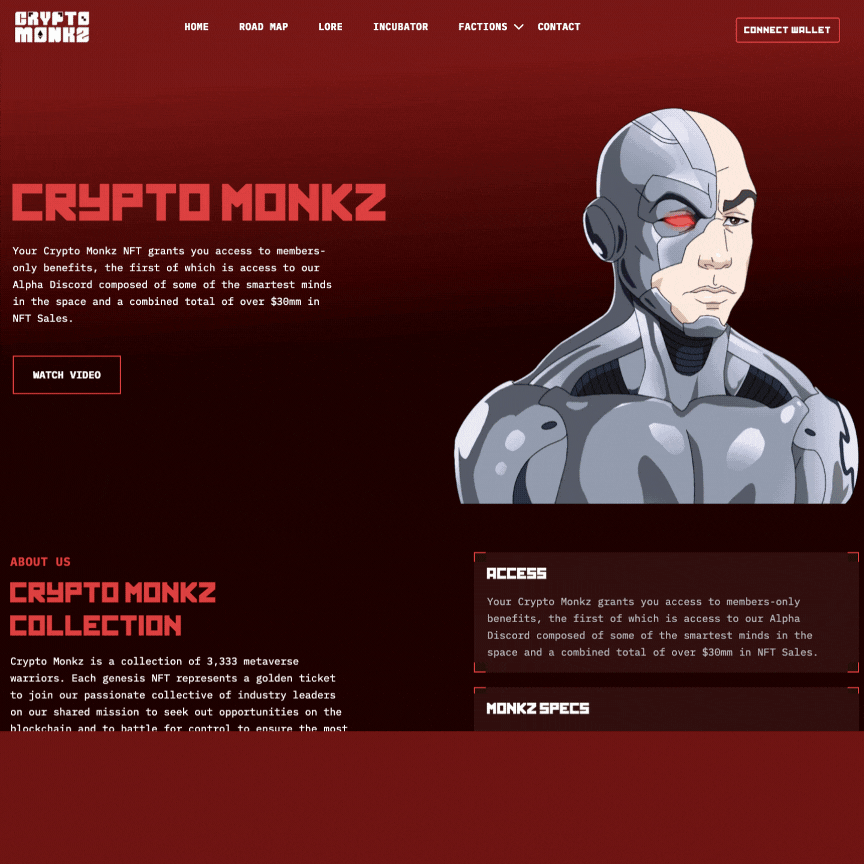 CRYPTO
MONKZ
HOME ROAD MAP LORE INCUBATOR FACTIONS CONTACT
CONNECT WALLET
CRYPTO MONKZ
Your Crypto Monkz NFT grants you access to members-
only benefits, the first of which is access to our
Alpha Discord composed of some of the smartest minds
in the space and a combined total of over $30mm in
NFT Sales.
WATCH VIDEO
ABOUT US
CRYPTO MONKZ
COLLECTION
Crypto Monkz is a collection of 3,333 metaverse
warriors. Each genesis NFT represents a golden ticket
to join our passionate collective of industry leaders
on our shared mission to seek out opportunities on the
blockchain and to battle for control to ensure the most
ACCESS
Your Crypto Monkz grants you access to members-only
benefits, the first of which is access to our Alpha
Discord composed of some of the smartest minds in the
space and a combined total of over $30mm in NFT Sales.
MONKZ SPECS